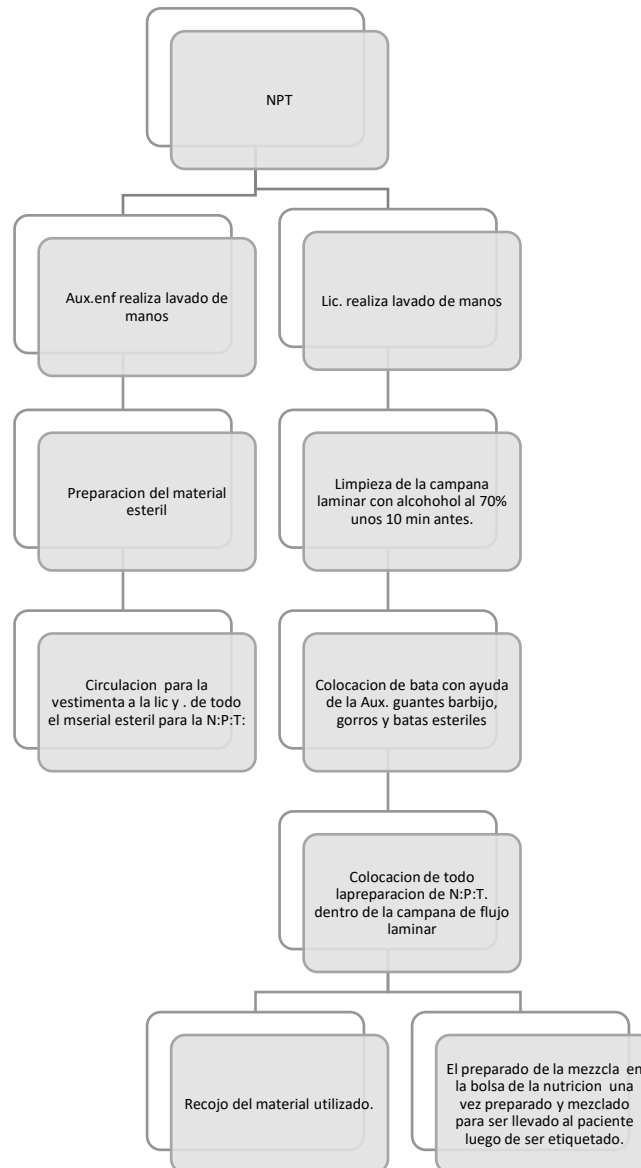 NPT
Aux.enf realiza lavado de
manos
Lic. realiza lavado de manos
Preparacion del material
esteril
Limpieza de la campana
laminar con alcohohol al 70%
unos 10 min antes.
Circulacion  para la
vestimenta a la lic y . de todo
el mserial esteril para la N:P:T:
Colocacion de bata con ayuda
de la Aux. guantes barbijo,
gorros y batas esteriles
Colocacion de todo
lapreparacion de N:P:T.
dentro de la campana de flujo
laminar
Recojo del material utilizado.
El preparado de la mezzcla  en
la bolsa de la nutricion  una
vez preparado y mezclado
para ser llevado al paciente
luego de ser etiquetado.